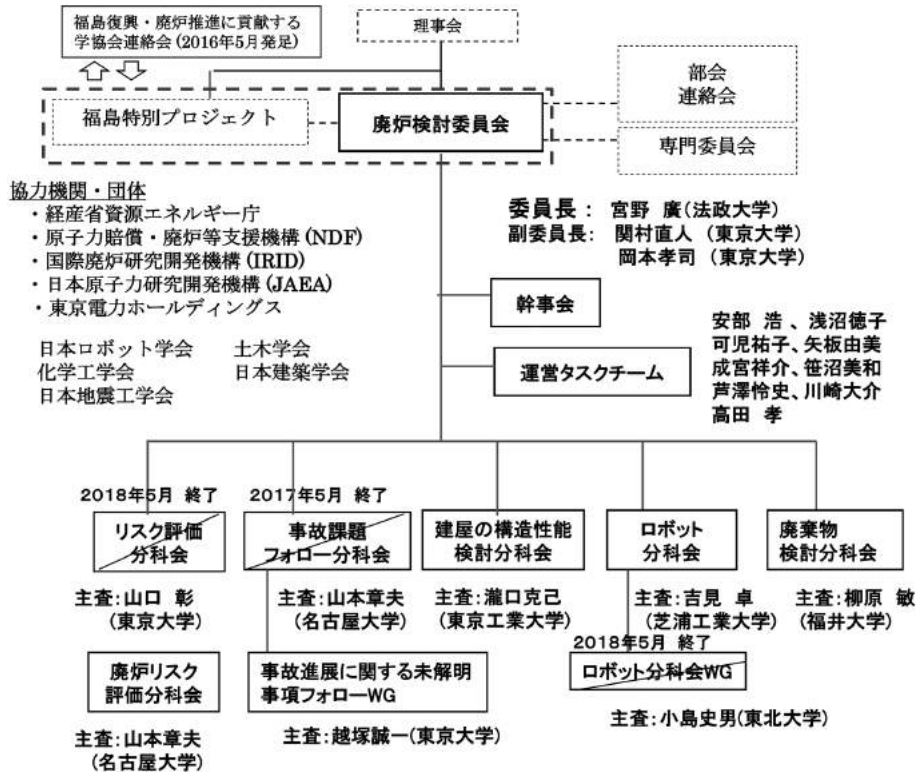 福島復興・廃炉推進に貢献する
学協会連絡会 (2016年5月発足)
理事会
部会
連絡会
福島特別プロジェクト
廃炉検討委員会
専門委員会
協力機関・団体
・経産省資源エネルギー庁
・原子力賠償・廃炉等支援機構 (NDF)
・国際廃炉研究開発機構 (IRID)
・日本原子力研究開発機構 (JAEA)
・東京電力ホールディングス
委員長： 宮野 廣(法政大学)
副委員長： 関村直人 （東京大学）
岡本孝司 （東京大学）
幹事会
日本ロボット学会 土木学会
化学工学会 日本建築学会
日本地震工学会
運営タスクチーム
安部 浩 、浅沼徳子
可児祐子、矢板由美
成宮祥介、笹沼美和
芦澤怜史、川崎大介
高田 孝
2018年5月 終了
リスク評価
分科会
主査：山口 彰
(東京大学)
2017年5月 終了
事故課題
フォロー分科会
主査：山本章夫
(名古屋大学)
建屋の構造性能
検討分科会
主査：瀧口克己
(東京工業大学)
ロボット
分科会
主査：吉見 卓
(芝浦工業大学)
廃棄物
検討分科会
主査：柳原 敏
(福井大学)
廃炉リスク
評価分科会
主査：山本章夫
(名古屋大学)
事故進展に関する未解明
事項フォローWG
主査：越塚誠一(東京大学)
2018年5月 終了
ロボット分科会WG
主査：小島史男(東北大学)